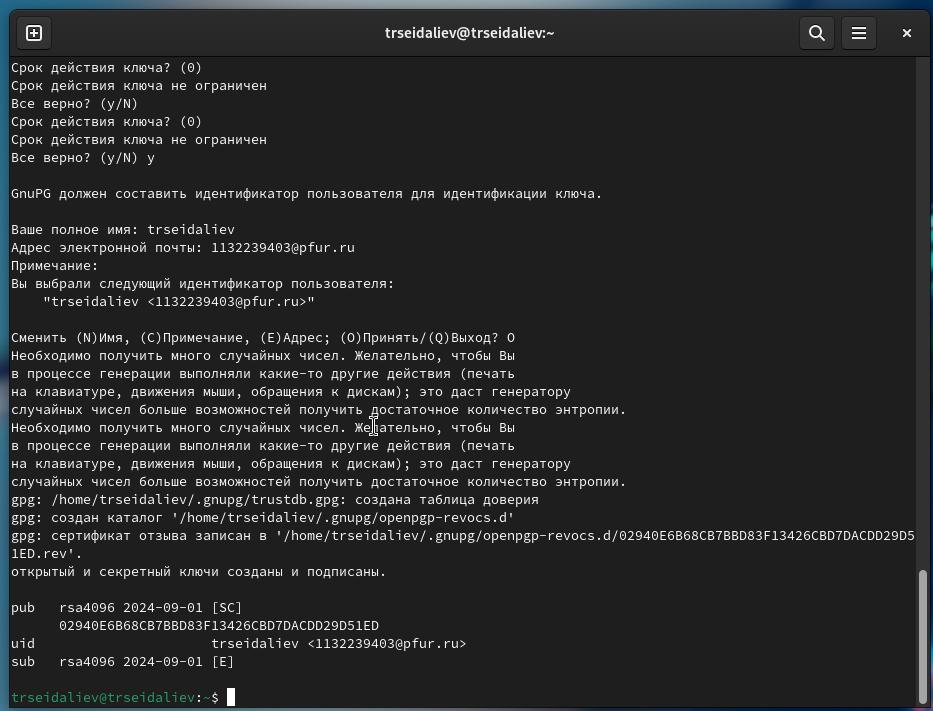 trseidaliev@trseidaliev:~
Срок действия ключа? (0)
Срок действия ключа не ограничен
Все верно? (y/N)
Срок действия ключа? (0)
Срок действия ключа не ограничен
Все верно? (y/N) y
GnuPG должен составить идентификатор пользователя для идентификации ключа.
Ваше полное имя: trseidaliev
Адрес электронной почты: 1132239403@pfur.ru
Примечание:
Вы выбрали следующий идентификатор пользователя:
"trseidaliev <1132239403@pfur.ru>"
Сменить (N)Имя, (C)Примечание, (E)Адрес; (O)Принять/(Q)Выход? O
Необходимо получить много случайных чисел. Желательно, чтобы Вы
в процессе генерации выполняли какие-то другие действия (печать
на клавиатуре, движения мыши, обращения к дискам); это даст генератору
случайных чисел больше возможностей получить достаточное количество энтропии.
Необходимо получить много случайных чисел. Желательно, чтобы Вы
в процессе генерации выполняли какие-то другие действия (печать
на клавиатуре, движения мыши, обращения к дискам); это даст генератору
случайных чисел больше возможностей получить достаточное количество энтропии.
gpg: /home/trseidaliev/.gnupg/trustdb.gpg: создана таблица доверия
gpg: создан каталог '/home/trseidaliev/.gnupg/openpgp-revocs.d'
gpg: сертификат отзыва записан в '/home/trseidaliev/.gnupg/openpgp-revocs.d/02940E6B68CB7BBD83F13426CBD7DACDD29D5
1ED.rev'.
открытый и секретный ключи созданы и подписаны.
pub   rsa4096 2024-09-01 [SC]
02940E6B68CB7BBD83F13426CBD7DACDD29D51ED
uid                      trseidaliev <1132239403@pfur.ru>
sub   rsa4096 2024-09-01 [E]
trseidaliev@trseidaliev:~$